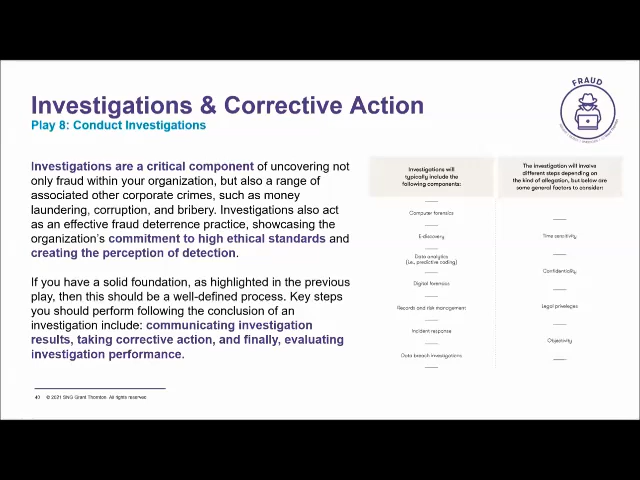 FRAUD
Investigations & Corrective Action
Play 8: Conduct Investigations
Investigations are a critical component of uncovering not
only fraud within your organization, but also a range of
associated other corporate crimes, such as money
laundering, corruption, and bribery. Investigations also act
as an effective fraud deterrence practice, showcasing the
organization's commitment to high ethical standards and
creating the perception of detection.
If you have a solid foundation, as highlighted in the previous
play, then this should be a well-defined process. Key steps
you should perform following the conclusion of an
investigation include: communicating investigation
results, taking corrective action, and finally, evaluating
investigation performance.
Investigations will
typically include the
following components:
Computer forensics
E-discovery
Data analytics
(i.e., predictive coding)
Digital forensics
Records and risk management
Incident response
Data breach investigations
The investigation will involve
different steps depending on
the kind of allegation, but below are
some general factors to consider:
Time sensitivity
Confidentiality
Legal privileges
Objectivity
40 © 2021 SNG Grant Thornton. All rights reserved